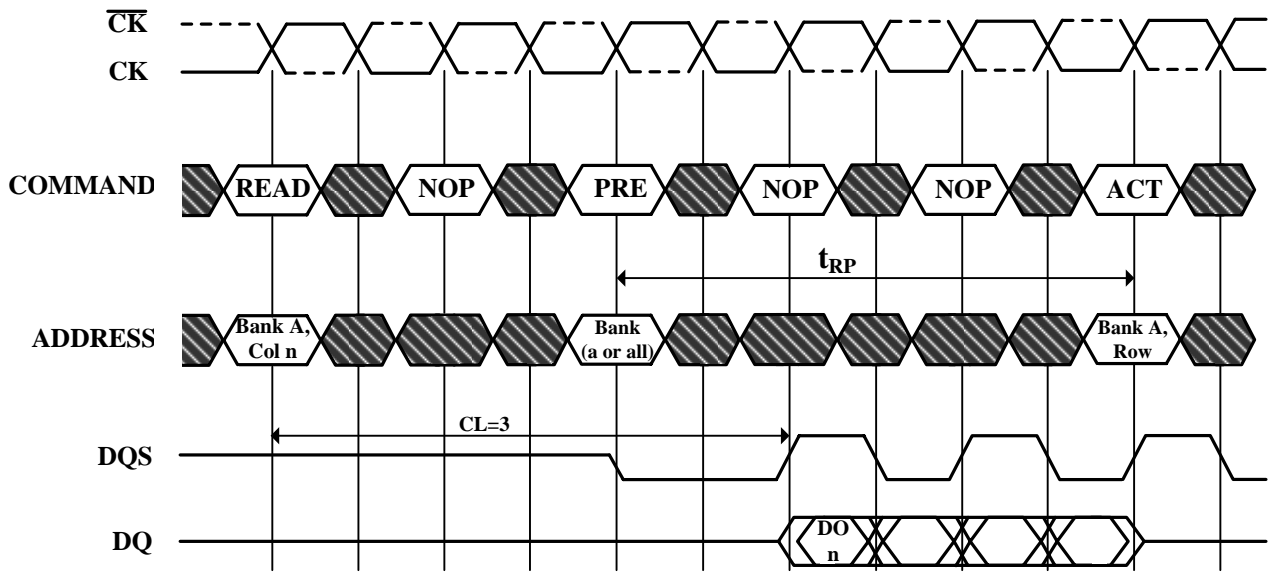 CK
CK
COMMAND
READ NOP PRE NOP NOP ACT
tRP
ADDRESS
Bank A, Col n
Bank (a or all)
Bank A, Row
CL=3
DQS
DQ
DO n